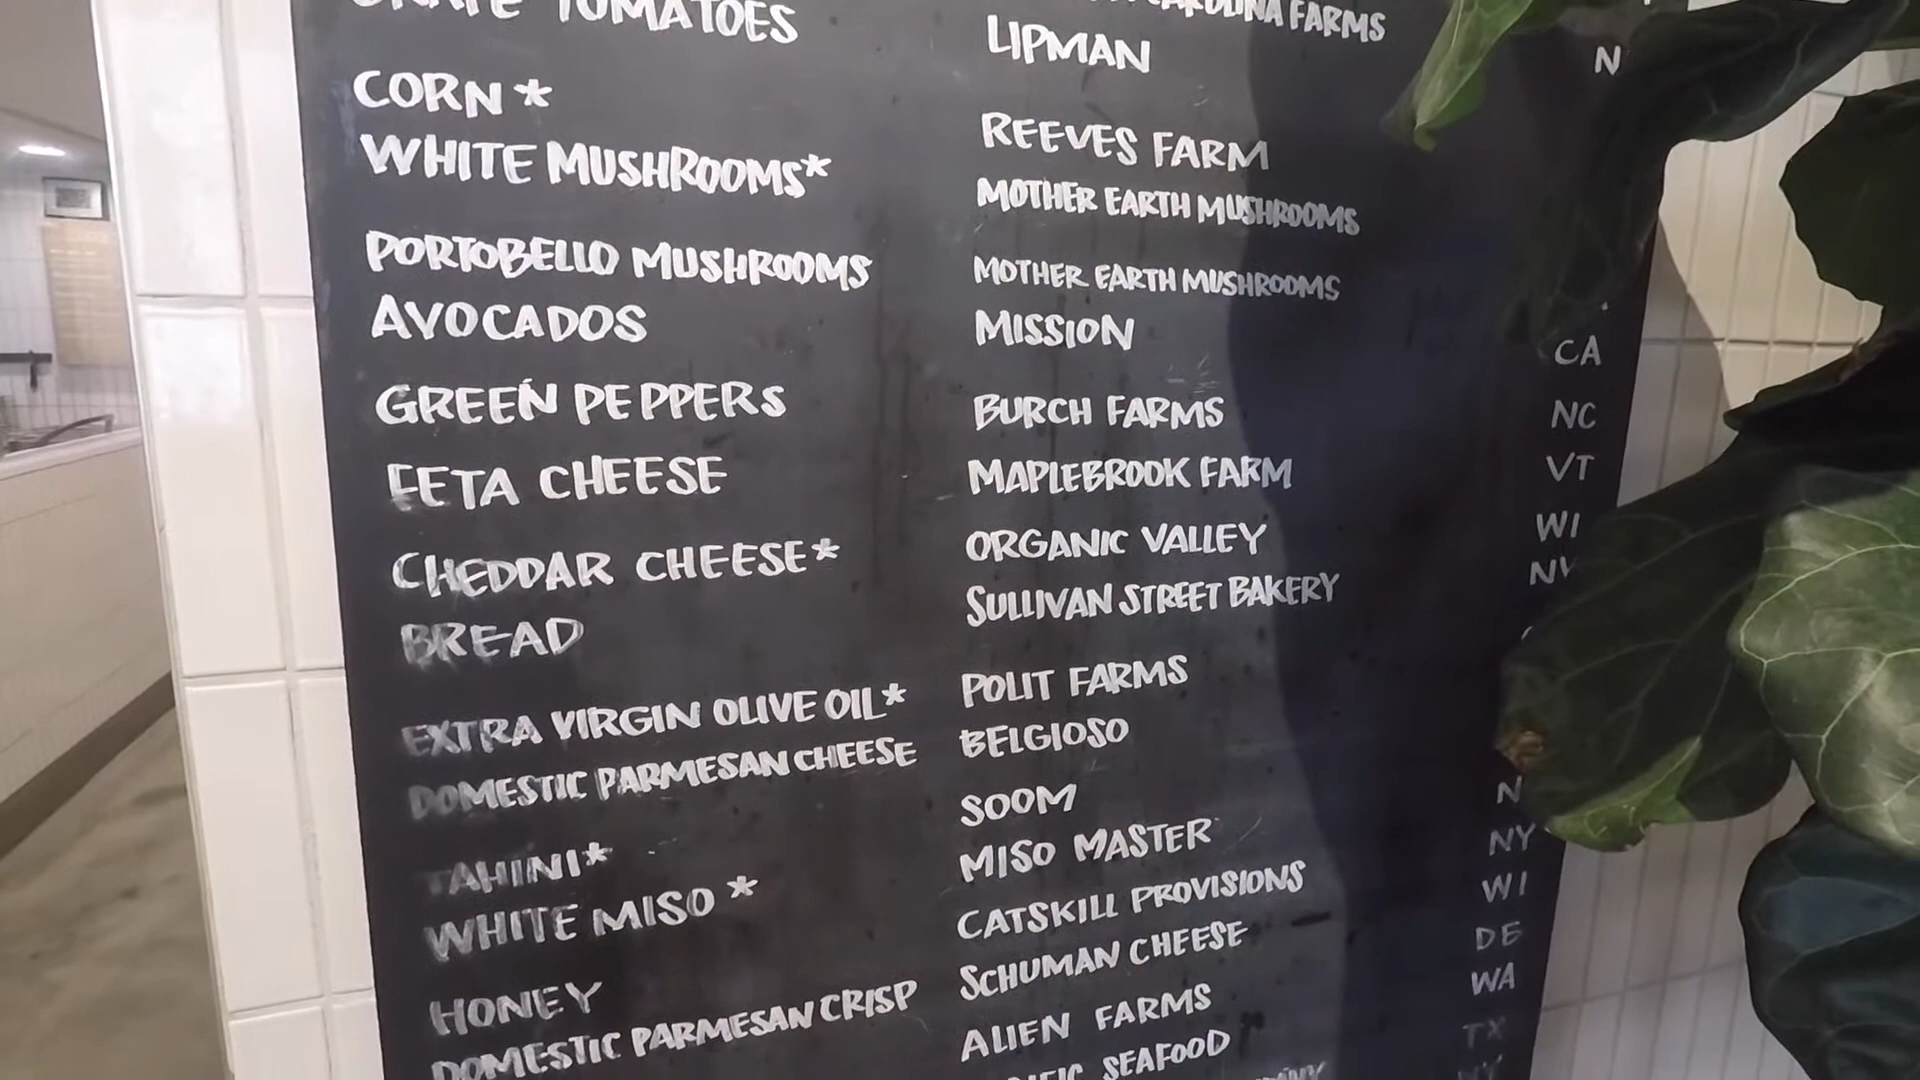 TOMATOES
FARMS
LIPMAN
N
CORN *
REEVES FARM
WHITE MUSHROOMS*
MOTHER EARTH MUSHROOMS
PORTOBELLO MUSHROOMS
MOTHER EARTH MUSHROOMS
AVOCADOS
MISSION
CA
GREEN PEPPERS
BURCH FARMS
NC
FETA CHEESE
MAPLEBROOK FARM
VT
CHEDDAR CHEESE*
ORGANIC VALLEY
WI
BREAD
SULLIVAN STREET BAKERY
EXTRA VIRGIN OLIVE OIL*
POLIT FARMS
DOMESTIC PARMESAN CHEESE
BELGIOSO
TAHINI*
SOOM
N
WHITE MISO *
MISO MASTER
NY
HONEY
CATSKILL PROVISIONS
WI
DOMESTIC PARMESAN CRISP
SCHUMAN CHEESE
DE
ALIEN FARMS
WA
SEAFOOD
TX
NY